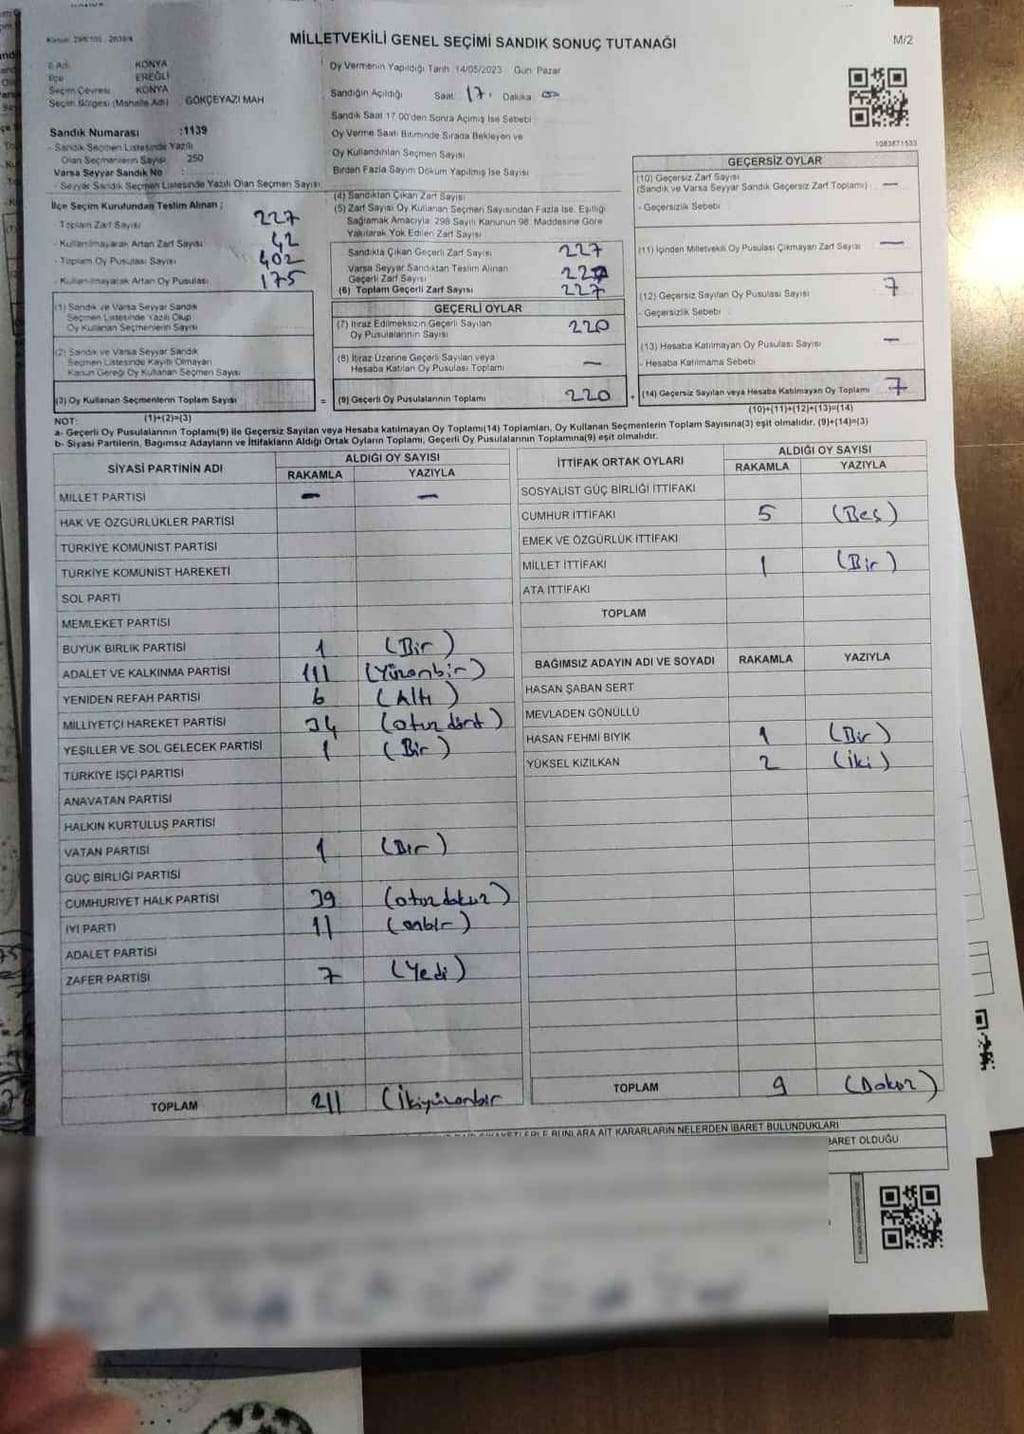 MİLLETVEKİLİ GENEL SEÇİMİ SANDIK SONUÇ TUTANAĞI
M/2
İl Adı KONYA
İlçe EREĞLİ
Seçim Çevresi KONYA
Seçim Bölgesi (Mahalle Adı) GÖKÇEYAZI MAH
Sandık Numarası :1139
- Sandık Seçmen Listesinde Yazılı
Olan Seçmenlerin Sayısı 250
Varsa Seyyar Sandık No :
- Seyyar Sandık Seçmen Listesinde Yazılı Olan Seçmen Sayısı
Oy Vermenin Yapıldığı Tarih 14/05/2023 Gün Pazar
Sandığın Açıldığı Saat 17. Dakika 00
Sandık Saat 17.00'den Sonra Açımış İse Sebebi
Oy Verme Saati Bitiminde Sırada Bekleyen ve
Oy Kullandırılan Seçmen Sayısı
Birden Fazla Sayım Döküm Yapılmış İse Sayısı
1083871533
İlçe Seçim Kurulundan Teslim Alınan ;
Toplam Zarf Sayısı 227
- Kullanılmayarak Artan Zarf Sayısı 42
- Toplam Oy Pusulası Sayısı 402
- Kullanılmayarak Artan Oy Pusulası 175
(1) Sandık ve Varsa Seyyar Sandık
Seçmen Listesinde Yazılı Olup
Oy Kullanan Seçmenlerin Sayısı
(2) Sandık ve Varsa Seyyar Sandık
Seçmen Listesinde Kayıtlı Olmayan
Kanun Gereği Oy Kullanan Seçmen Sayısı
(3) Oy Kullanan Seçmenlerin Toplam Sayısı =
(1)+(2)=(3)
(4) Sandıktan Çıkan Zarf Sayısı
(5) Zarf Sayısı Oy Kullanan Seçmen Sayısından Fazla İse, Eşitliği
Sağlamak Amacıyla 298 Sayılı Kanunun 98. Maddesine Göre
Yakılarak Yok Edilen Zarf Sayısı
Sandıkla Çıkan Geçerli Zarf Sayısı 227
Varsa Seyyar Sandıktan Teslim Alınan
Geçerli Zarf Sayısı 227
(6) Toplam Geçerli Zarf Sayısı 227
GEÇERLİ OYLAR
(7) İtiraz Edilmeksizin Geçerli Sayılan
Oy Pusulalarının Sayısı 220
(8) İtiraz Üzerine Geçerli Sayılan veya
Hesaba Katılan Oy Pusulası Toplamı —
(9) Geçerli Oy Pusulalarının Toplamı 220 +
GEÇERSİZ OYLAR
(10) Geçersiz Zarf Sayısı
(Sandık ve Varsa Seyyar Sandık Geçersiz Zarf Toplamı) —
- Geçersizlik Sebebi
(11) İçinden Milletvekili Oy Pusulası Çıkmayan Zarf Sayısı —
(12) Geçersiz Sayılan Oy Pusulası Sayısı 7
- Geçersizlik Sebebi
(13) Hesaba Katılmayan Oy Pusulası Sayısı —
- Hesaba Katılmama Sebebi
(14) Geçersiz Sayılan veya Hesaba Katılmayan Oy Toplamı 7
(10)+(11)+(12)+(13)=(14)
NOT:
a- Geçerli Oy Pusulalarının Toplamı(9) ile Geçersiz Sayılan veya Hesaba katılmayan Oy Toplamı(14) Toplamları, Oy Kullanan Seçmenlerin Toplam Sayısına(3) eşit olmalıdır. (9)+(14)=(3)
b- Siyasi Partilerin, Bağımsız Adayların ve İttifakların Aldığı Ortak Oyların Toplamı, Geçerli Oy Pusulalarının Toplamına(9) eşit olmalıdır.
SİYASİ PARTİNİN ADI ALDIĞI OY SAYISI
RAKAMLA YAZIYLA
MİLLET PARTİSİ — —
HAK VE ÖZGÜRLÜKLER PARTİSİ
TÜRKİYE KOMÜNİST PARTİSİ
TÜRKİYE KOMÜNİST HAREKETİ
SOL PARTİ
MEMLEKET PARTİSİ
BÜYÜK BİRLİK PARTİSİ 1 (Bir)
ADALET VE KALKINMA PARTİSİ 111 (Yüzonbir)
YENİDEN REFAH PARTİSİ 6 (Altı)
MİLLİYETÇİ HAREKET PARTİSİ 34 (otuzdört)
YEŞİLLER VE SOL GELECEK PARTİSİ 1 (Bir)
TÜRKİYE İŞÇİ PARTİSİ
ANAVATAN PARTİSİ
HALKIN KURTULUŞ PARTİSİ
VATAN PARTİSİ 1 (Bir)
GÜÇ BİRLİĞİ PARTİSİ
CUMHURİYET HALK PARTİSİ 39 (otuzdokuz)
İYİ PARTİ 11 (onbir)
ADALET PARTİSİ
ZAFER PARTİSİ 7 (Yedi)
TOPLAM 211 (İkiyüzonbir
İTTİFAK ORTAK OYLARI ALDIĞI OY SAYISI
RAKAMLA YAZIYLA
SOSYALİST GÜÇ BİRLİĞİ İTTİFAKI
CUMHUR İTTİFAKI 5 (Beş)
EMEK VE ÖZGÜRLÜK İTTİFAKI
MİLLET İTTİFAKI 1 (Bir)
ATA İTTİFAKI
TOPLAM
BAĞIMSIZ ADAYIN ADI VE SOYADI RAKAMLA YAZIYLA
HASAN ŞABAN SERT
MEVLADEN GÖNÜLLÜ
HASAN FEHMİ BIYIK 1 (Bir)
YÜKSEL KIZILKAN 2 (İki)
TOPLAM 9 (Dokuz)
BUNLARA AİT KARARLARIN NELERDEN İBARET BULUNDUKLARI
BARET OLDUĞU